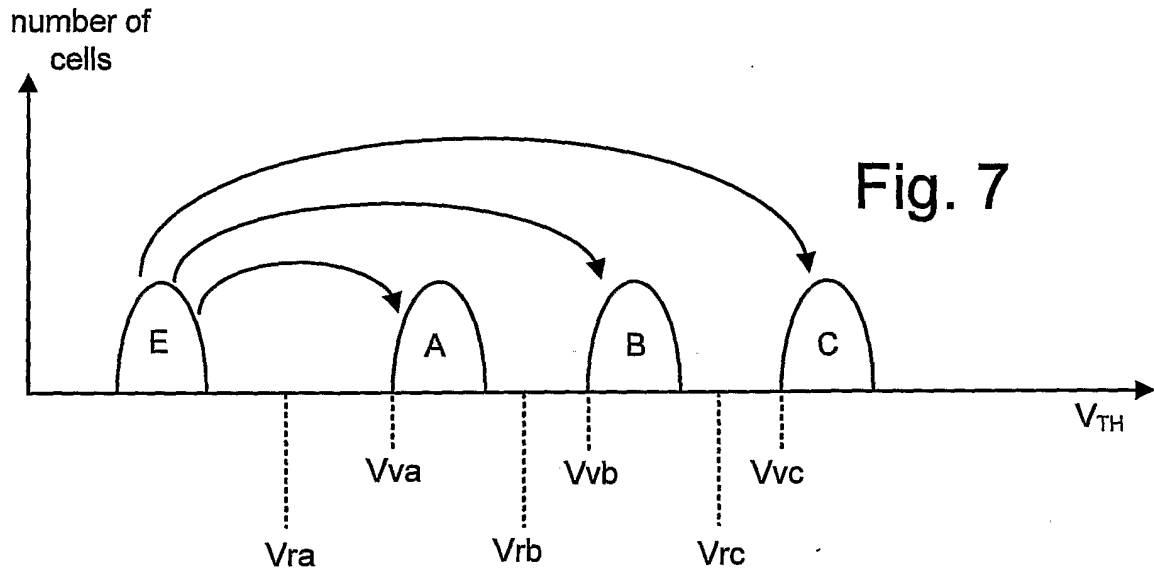 number of
cells
Fig. 7
E
A
B
C
V_TH
Vva
Vvb
Vvc
Vra
Vrb
Vrc